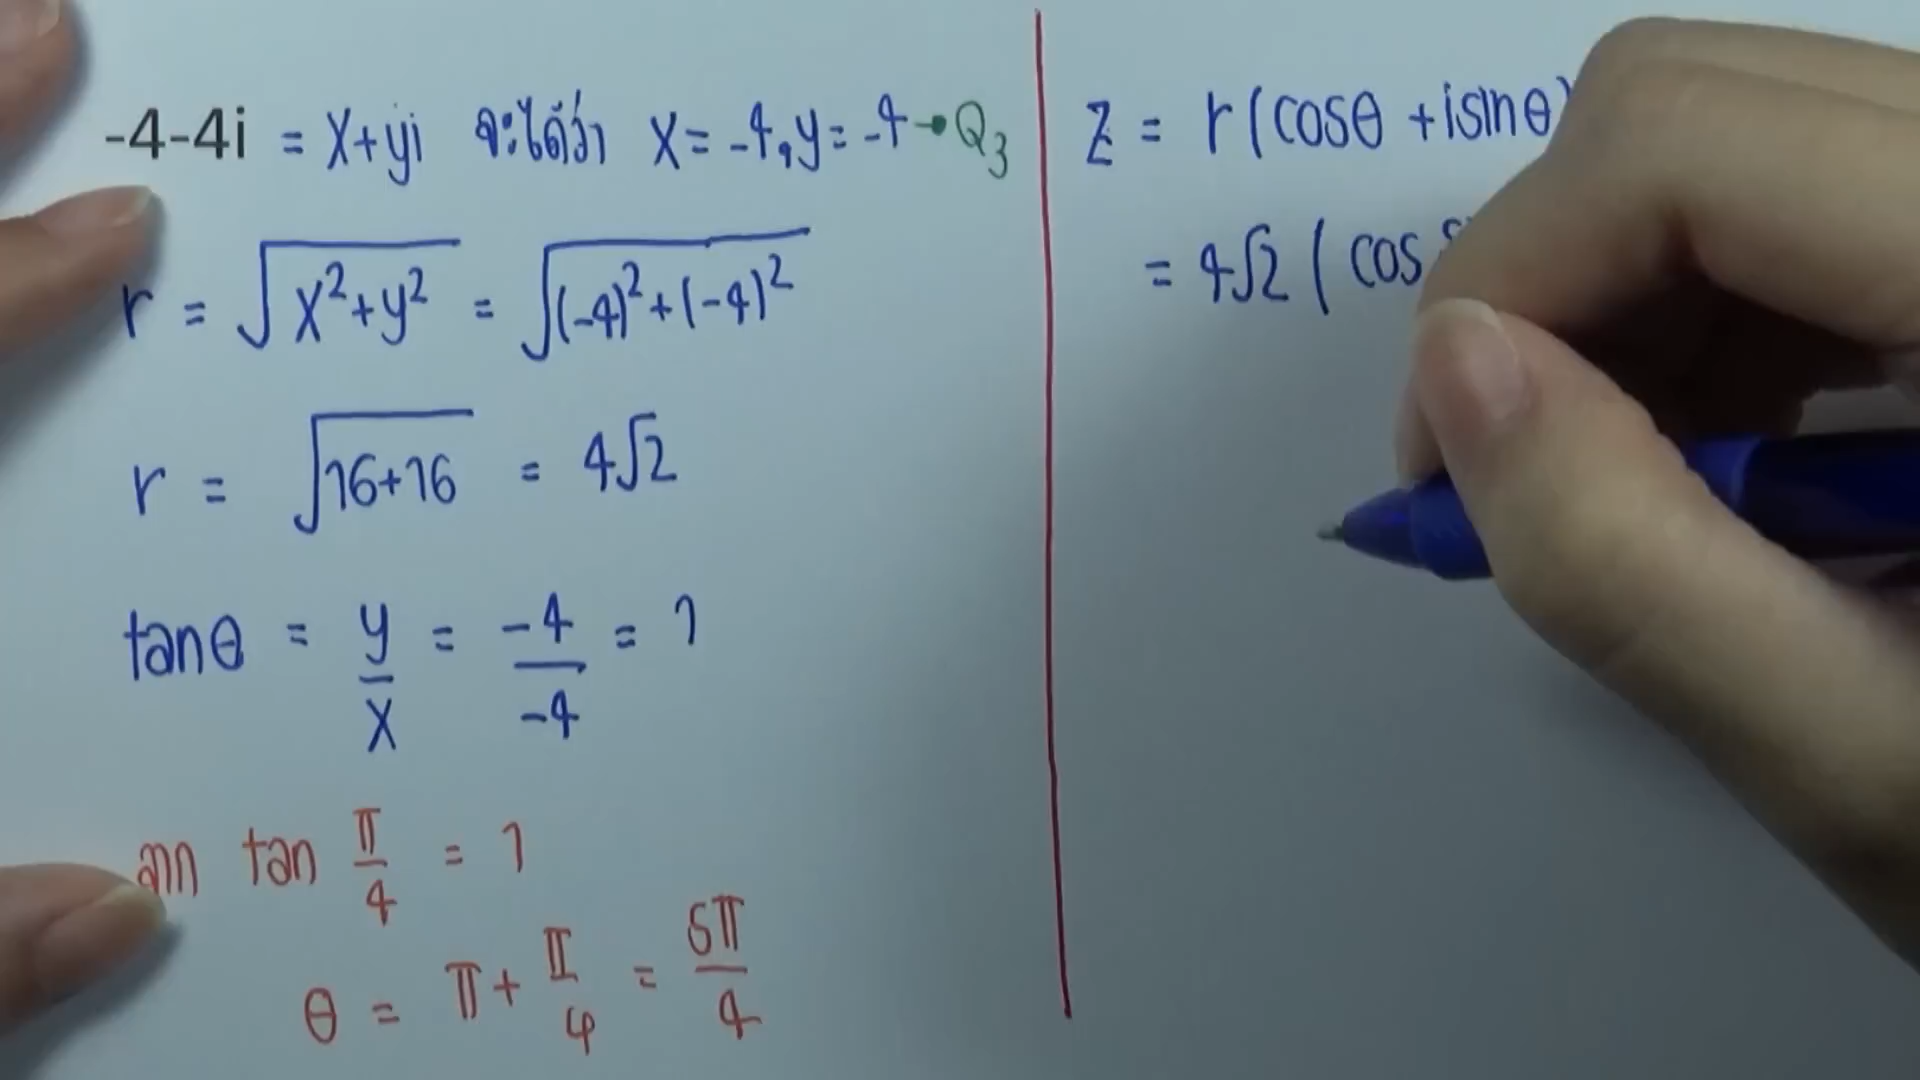 -4-4i = x+yi จะได้ว่า x= -4, y= -4 → Q₃
r = √(x²+y²) = √((-4)²+(-4)²)
r = √(16+16) = 4√2
tanθ = y/x = -4/-4 = 1
จาก tan π/4 = 1
θ = π + π/4 = 5π/4
z = r(cosθ + isinθ)
= 4√2 ( cos